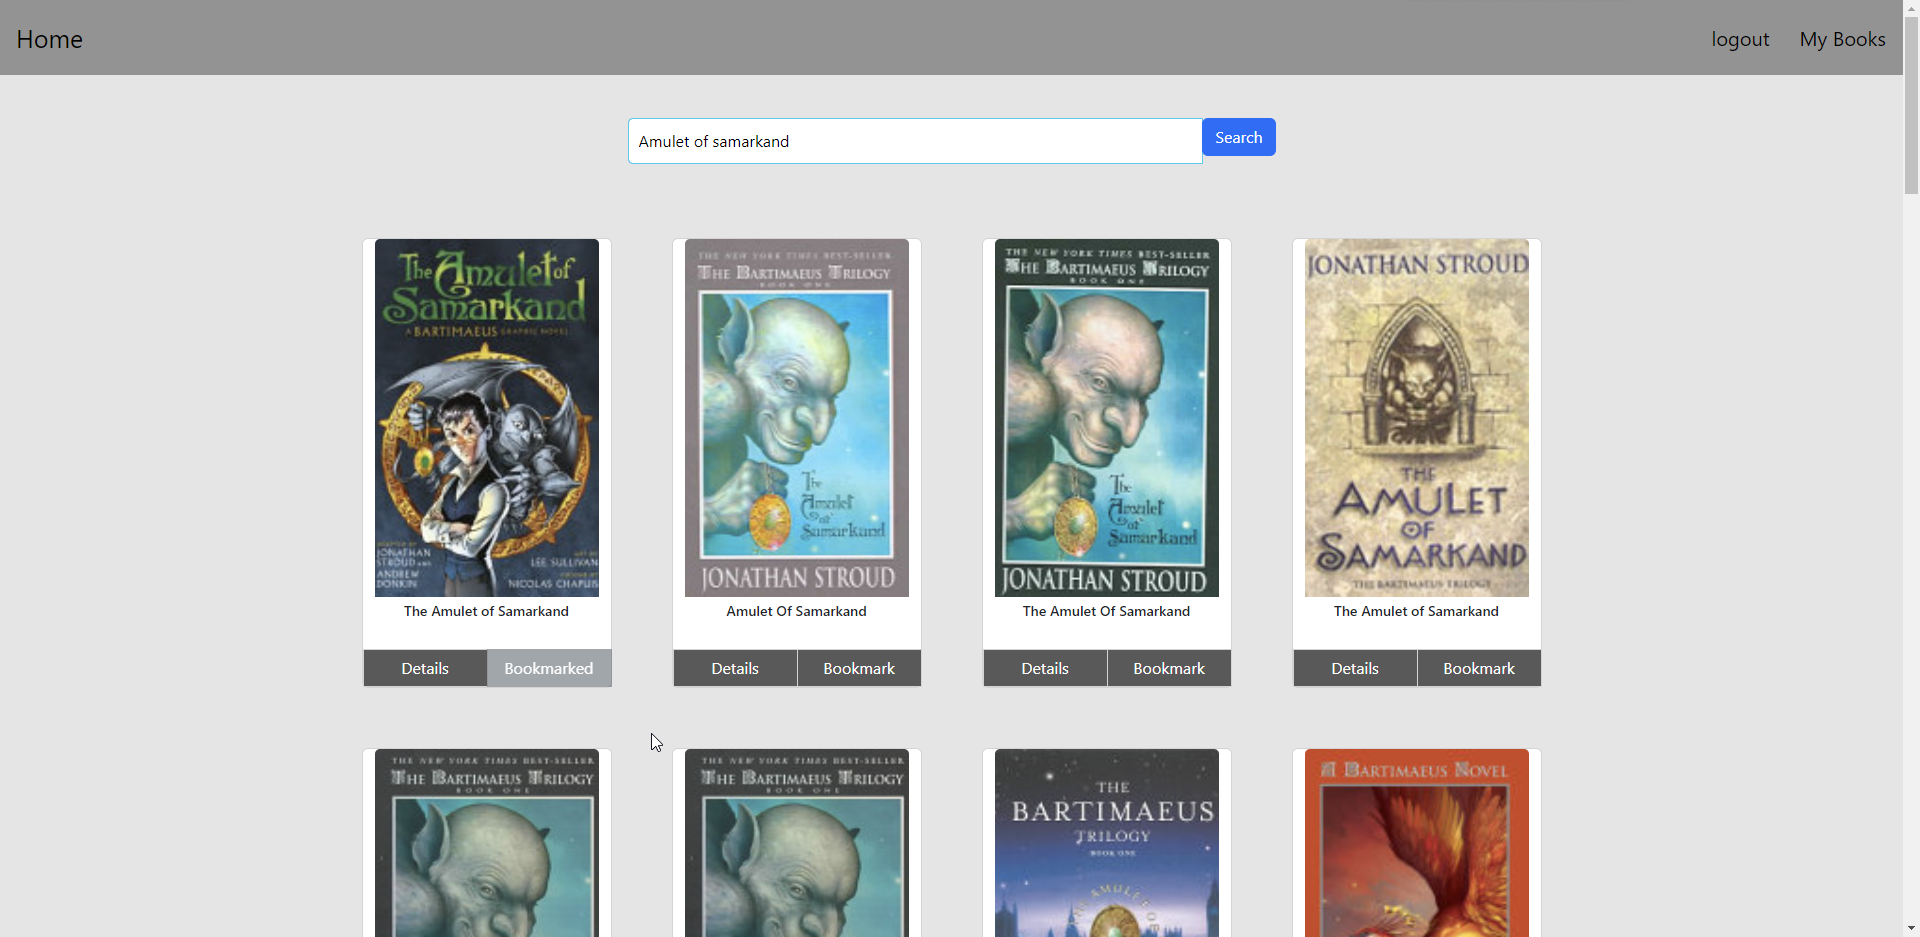 Home
logout
My Books
Amulet of samarkand
Search
The Amulet of
Samarkand
A BARTIMAEUS GRAPHIC NOVEL
ADAPTED BY
JONATHAN
STROUD AND
ANDREW
DONKIN
ART BY
LEE SULLIVAN
NICOLAS CHAPUIS
The Amulet of Samarkand
Details
Bookmarked
THE NEW YORK TIMES BEST-SELLER
THE BARTIMAEUS TRILOGY
BOOK ONE
The
Amulet
of
Samarkand
JONATHAN STROUD
Amulet Of Samarkand
Details
Bookmark
THE NEW YORK TIMES BEST-SELLER
THE BARTIMAEUS TRILOGY
BOOK ONE
The
Amulet
of
Samarkand
JONATHAN STROUD
The Amulet Of Samarkand
Details
Bookmark
JONATHAN STROUD
THE
AMULET
OF
SAMARKAND
THE BARTIMAEUS TRILOGY
The Amulet of Samarkand
Details
Bookmark
THE NEW YORK TIMES BEST-SELLER
THE BARTIMAEUS TRILOGY
BOOK ONE
THE NEW YORK TIMES BEST-SELLER
THE BARTIMAEUS TRILOGY
BOOK ONE
THE
BARTIMAEUS
TRILOGY
BOOK ONE
THE AMULET OF
A BARTIMAEUS NOVEL